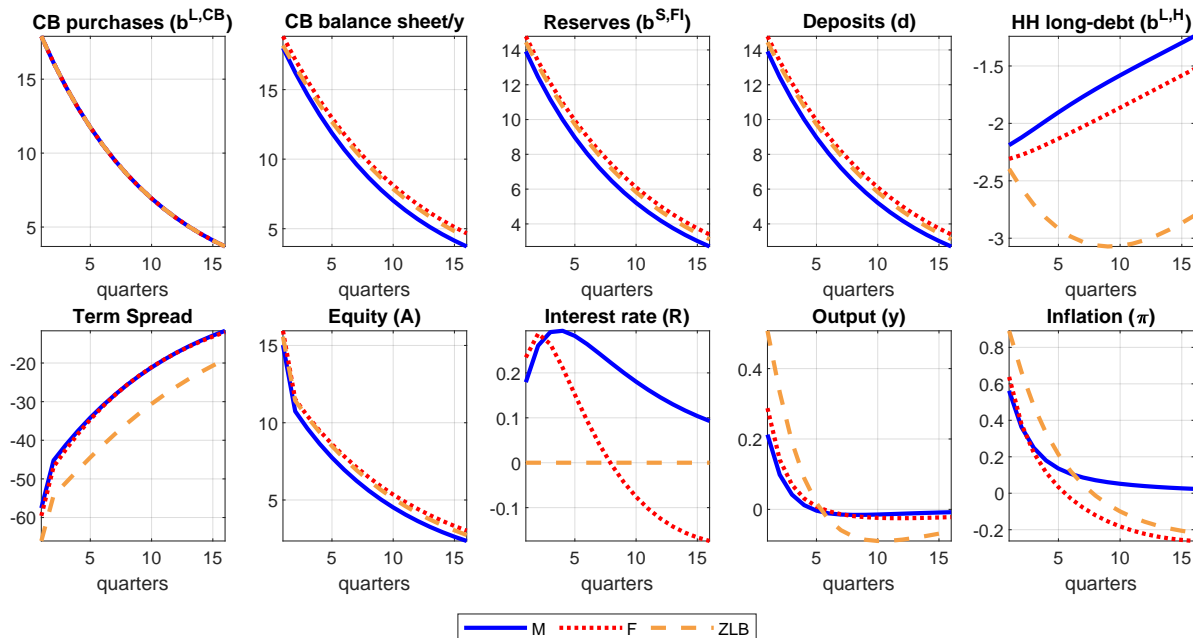 CB purchases (b^{L,CB})
15
10
5
5 10 15
quarters
CB balance sheet/y
15
10
5
5 10 15
quarters
Reserves (b^{S,FI})
14
12
10
8
6
4
5 10 15
quarters
Deposits (d)
14
12
10
8
6
4
5 10 15
quarters
HH long-debt (b^{L,H})
-1.5
-2
-2.5
-3
5 10 15
quarters
Term Spread
-20
-30
-40
-50
-60
5 10 15
quarters
Equity (A)
15
10
5
5 10 15
quarters
Interest rate (R)
0.2
0.1
0
-0.1
5 10 15
quarters
Output (y)
0.4
0.2
0
5 10 15
quarters
Inflation (π)
0.8
0.6
0.4
0.2
0
-0.2
5 10 15
quarters
M F ZLB